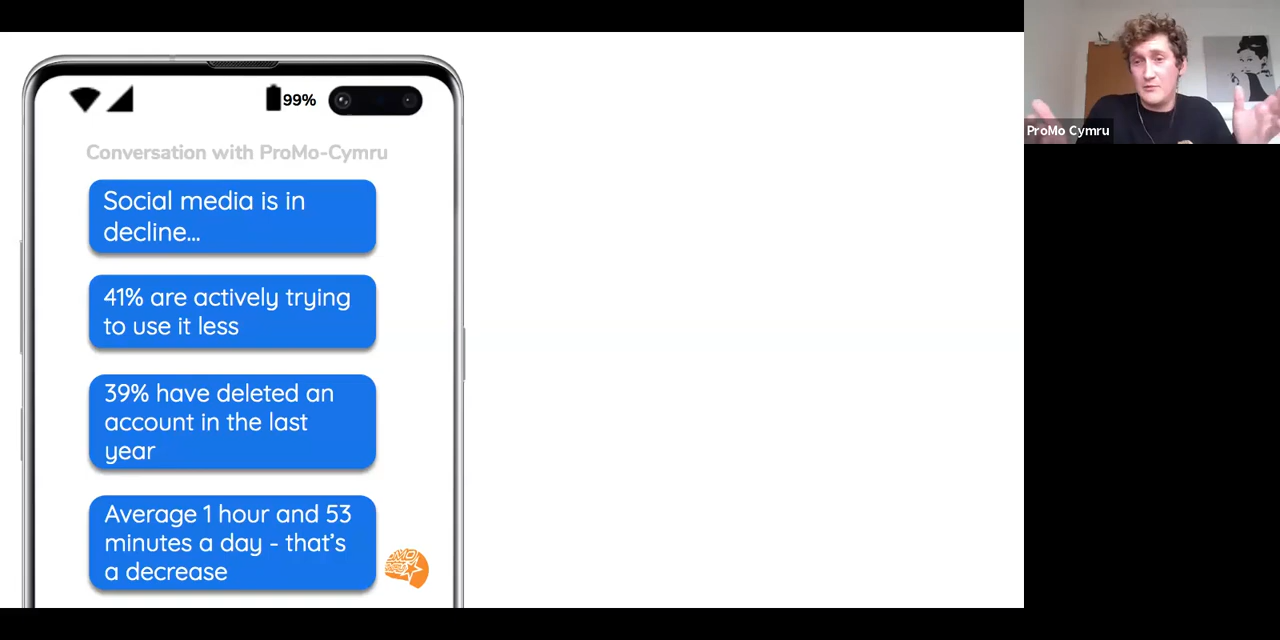 99%
ProMo Cymru
Conversation with ProMo-Cymru
Social media is in
decline...
41% are actively trying
to use it less
39% have deleted an
account in the last
year
Average 1 hour and 53
minutes a day - that's
a decrease